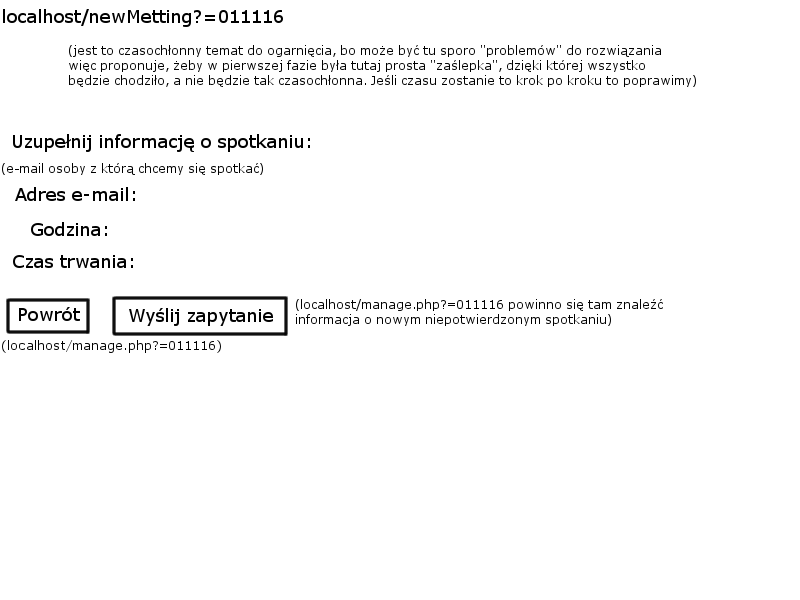 localhost/newMetting?=011116
(jest to czasochłonny temat do ogarnięcia, bo może być tu sporo "problemów" do rozwiązania
więc proponuje, żeby w pierwszej fazie była tutaj prosta "zaślepka", dzięki której wszystko
będzie chodziło, a nie będzie tak czasochłonna. Jeśli czasu zostanie to krok po kroku to poprawimy)
Uzupełnij informację o spotkaniu:
(e-mail osoby z którą chcemy się spotkać)
Adres e-mail:
Godzina:
Czas trwania:
Powrót
Wyślij zapytanie
(localhost/manage.php?=011116 powinno się tam znaleźć
informacja o nowym niepotwierdzonym spotkaniu)
(localhost/manage.php?=011116)